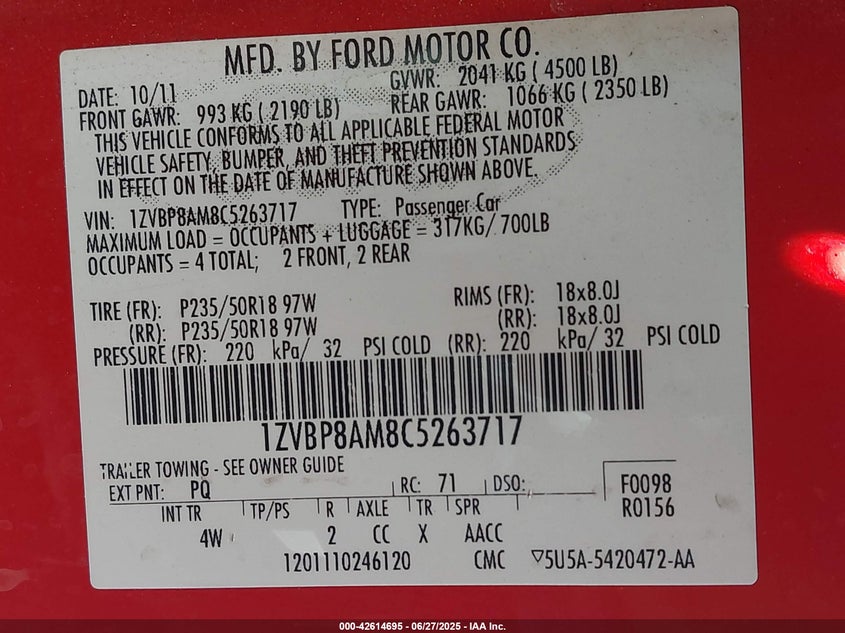 MFD. BY FORD MOTOR CO.
DATE: 10/11 GVWR: 2041 KG ( 4500 LB)
FRONT GAWR: 993 KG ( 2190 LB) REAR GAWR: 1066 KG ( 2350 LB)
THIS VEHICLE CONFORMS TO ALL APPLICABLE FEDERAL MOTOR
VEHICLE SAFETY, BUMPER, AND THEFT PREVENTION STANDARDS
IN EFFECT ON THE DATE OF MANUFACTURE SHOWN ABOVE.
VIN: 1ZVBP8AM8C5263717 TYPE: Passenger Car
MAXIMUM LOAD = OCCUPANTS + LUGGAGE = 317KG/ 700LB
OCCUPANTS = 4 TOTAL; 2 FRONT, 2 REAR
TIRE (FR): P235/50R18 97W RIMS (FR): 18x8.0J
(RR): P235/50R18 97W (RR): 18x8.0J
PRESSURE (FR): 220 kPa/ 32 PSI COLD (RR): 220 kPa/ 32 PSI COLD
1ZVBP8AM8C5263717
TRAILER TOWING - SEE OWNER GUIDE
EXT PNT: PQ RC: 71 DSO: F0098
INT TR TP/PS R AXLE TR SPR R0156
4W 2 CC X AACC
1201110246120 CMC ▽5U5A-5420472-AA
000-42614695 - 06/27/2025 - IAA Inc.